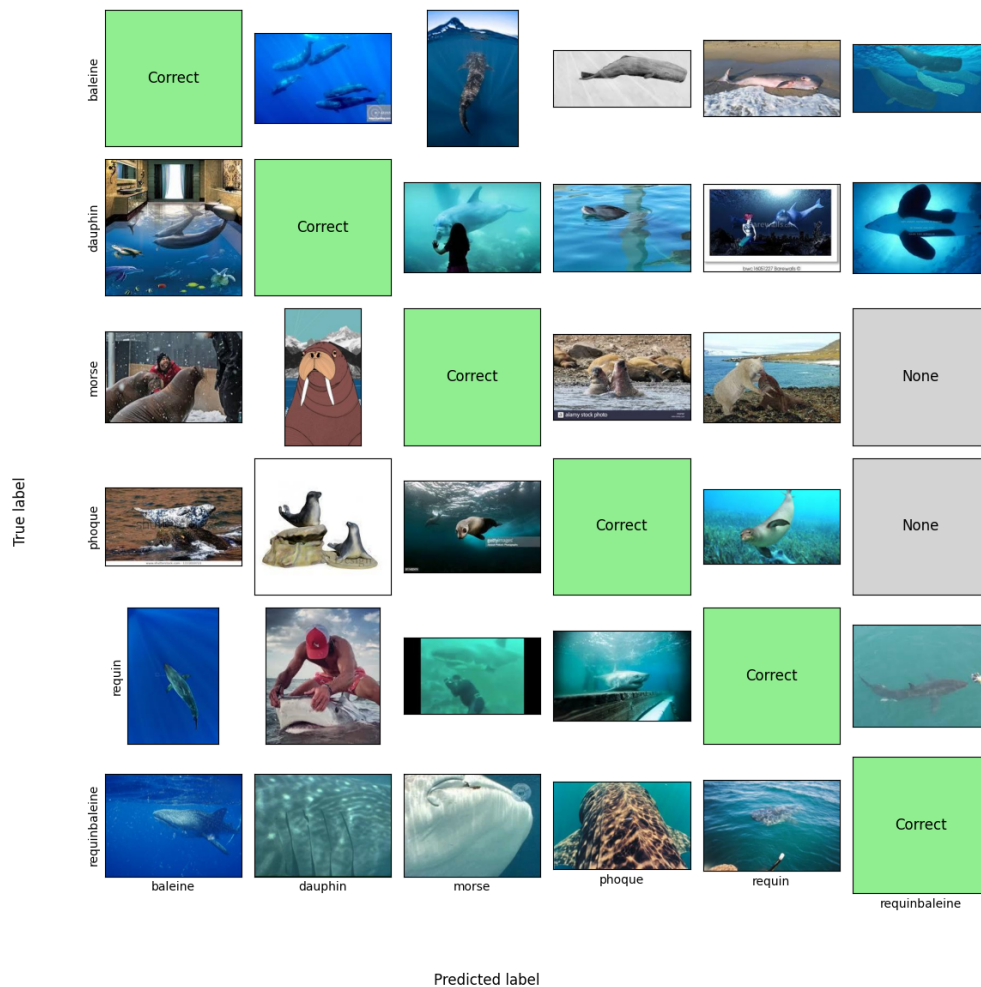 baleine
Correct
dauphin
Correct
morse
Correct
None
True label
phoque
Correct
None
requin
Correct
requinbaleine
Correct
baleine
dauphin
morse
phoque
requin
requinbaleine
Predicted label